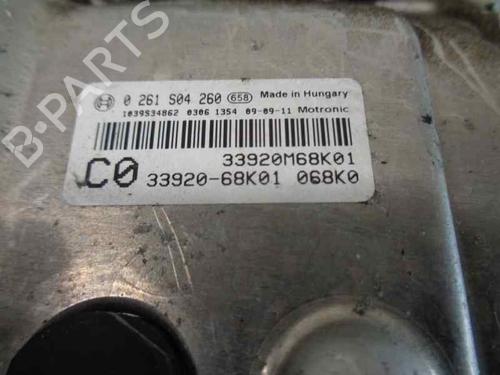 0 261 S04 260 658 Made in Hungary
1039S34862 0306 1354 09-09-11 Motronic
33920M68K01
C0 33920-68K01 068K0
B-PARTS